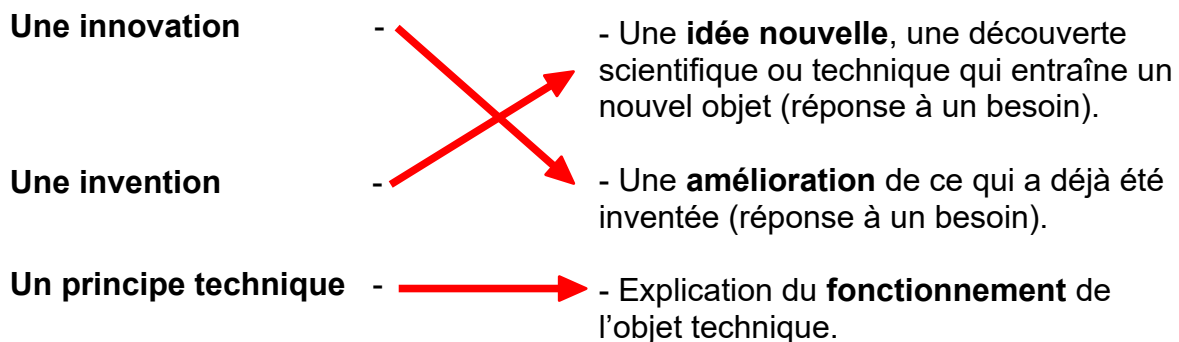 Une innovation -
- Une idée nouvelle, une découverte
scientifique ou technique qui entraîne un
nouvel objet (réponse à un besoin).
Une invention -
- Une amélioration de ce qui a déjà été
inventée (réponse à un besoin).
Un principe technique -
- Explication du fonctionnement de
l’objet technique.